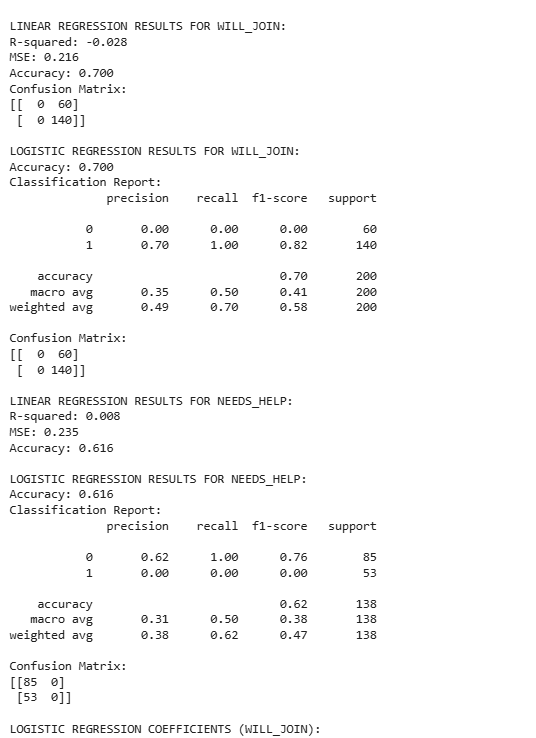 LINEAR REGRESSION RESULTS FOR WILL_JOIN:
R-squared: -0.028
MSE: 0.216
Accuracy: 0.700
Confusion Matrix:
[[  0  60]
 [  0 140]]

LOGISTIC REGRESSION RESULTS FOR WILL_JOIN:
Accuracy: 0.700
Classification Report:
              precision    recall  f1-score   support

           0       0.00      0.00      0.00        60
           1       0.70      1.00      0.82       140

    accuracy                           0.70       200
   macro avg       0.35      0.50      0.41       200
weighted avg       0.49      0.70      0.58       200

Confusion Matrix:
[[  0  60]
 [  0 140]]

LINEAR REGRESSION RESULTS FOR NEEDS_HELP:
R-squared: 0.008
MSE: 0.235
Accuracy: 0.616

LOGISTIC REGRESSION RESULTS FOR NEEDS_HELP:
Accuracy: 0.616
Classification Report:
              precision    recall  f1-score   support

           0       0.62      1.00      0.76        85
           1       0.00      0.00      0.00        53

    accuracy                           0.62       138
   macro avg       0.31      0.50      0.38       138
weighted avg       0.38      0.62      0.47       138

Confusion Matrix:
[[85  0]
 [53  0]]

LOGISTIC REGRESSION COEFFICIENTS (WILL_JOIN):